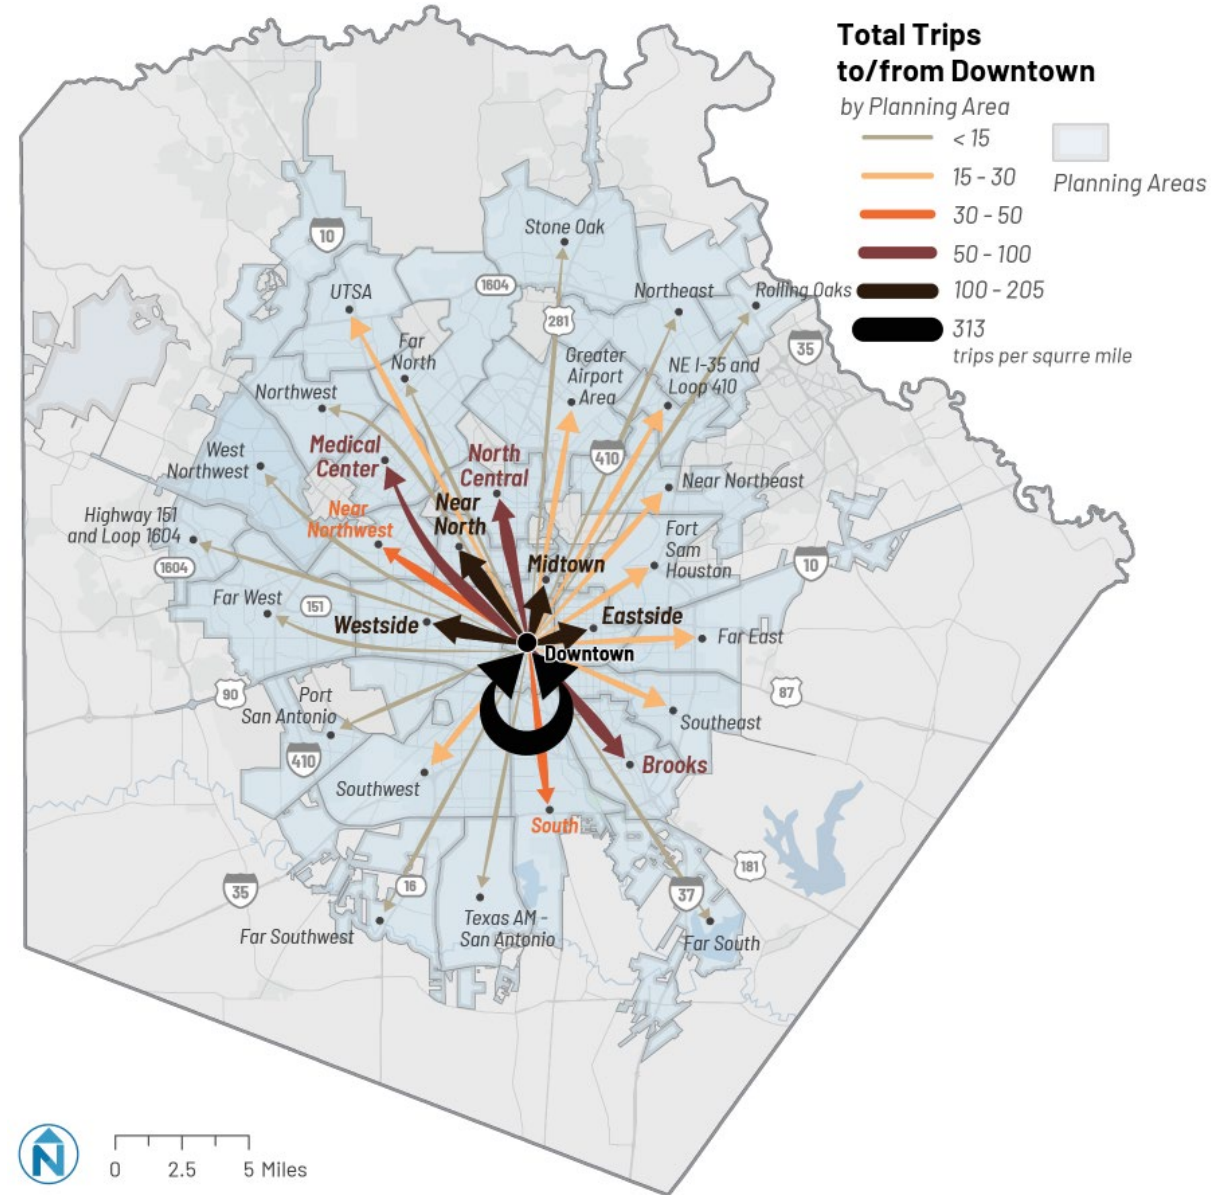 Total Trips
to/from Downtown
by Planning Area
< 15
15 - 30
30 - 50
50 - 100
100 - 205
313
trips per squrre mile
Planning Areas
Stone Oak
10
1604
UTSA
Northeast
Rolling Oaks
281
35
Far
North
Greater
Airport
Area
NE I-35 and
Loop 410
Northwest
Medical
Center
North
Central
410
West
Northwest
Near Northeast
Near
North
Near
Northwest
Highway 151
and Loop 1604
Fort
Sam
Houston
1604
Midtown
10
Far West
151
Westside
Eastside
Far East
Downtown
90
Port
San Antonio
87
Southeast
410
Brooks
Southwest
South
181
35
16
37
Far Southwest
Texas AM -
San Antonio
Far South
N
0 2.5 5 Miles